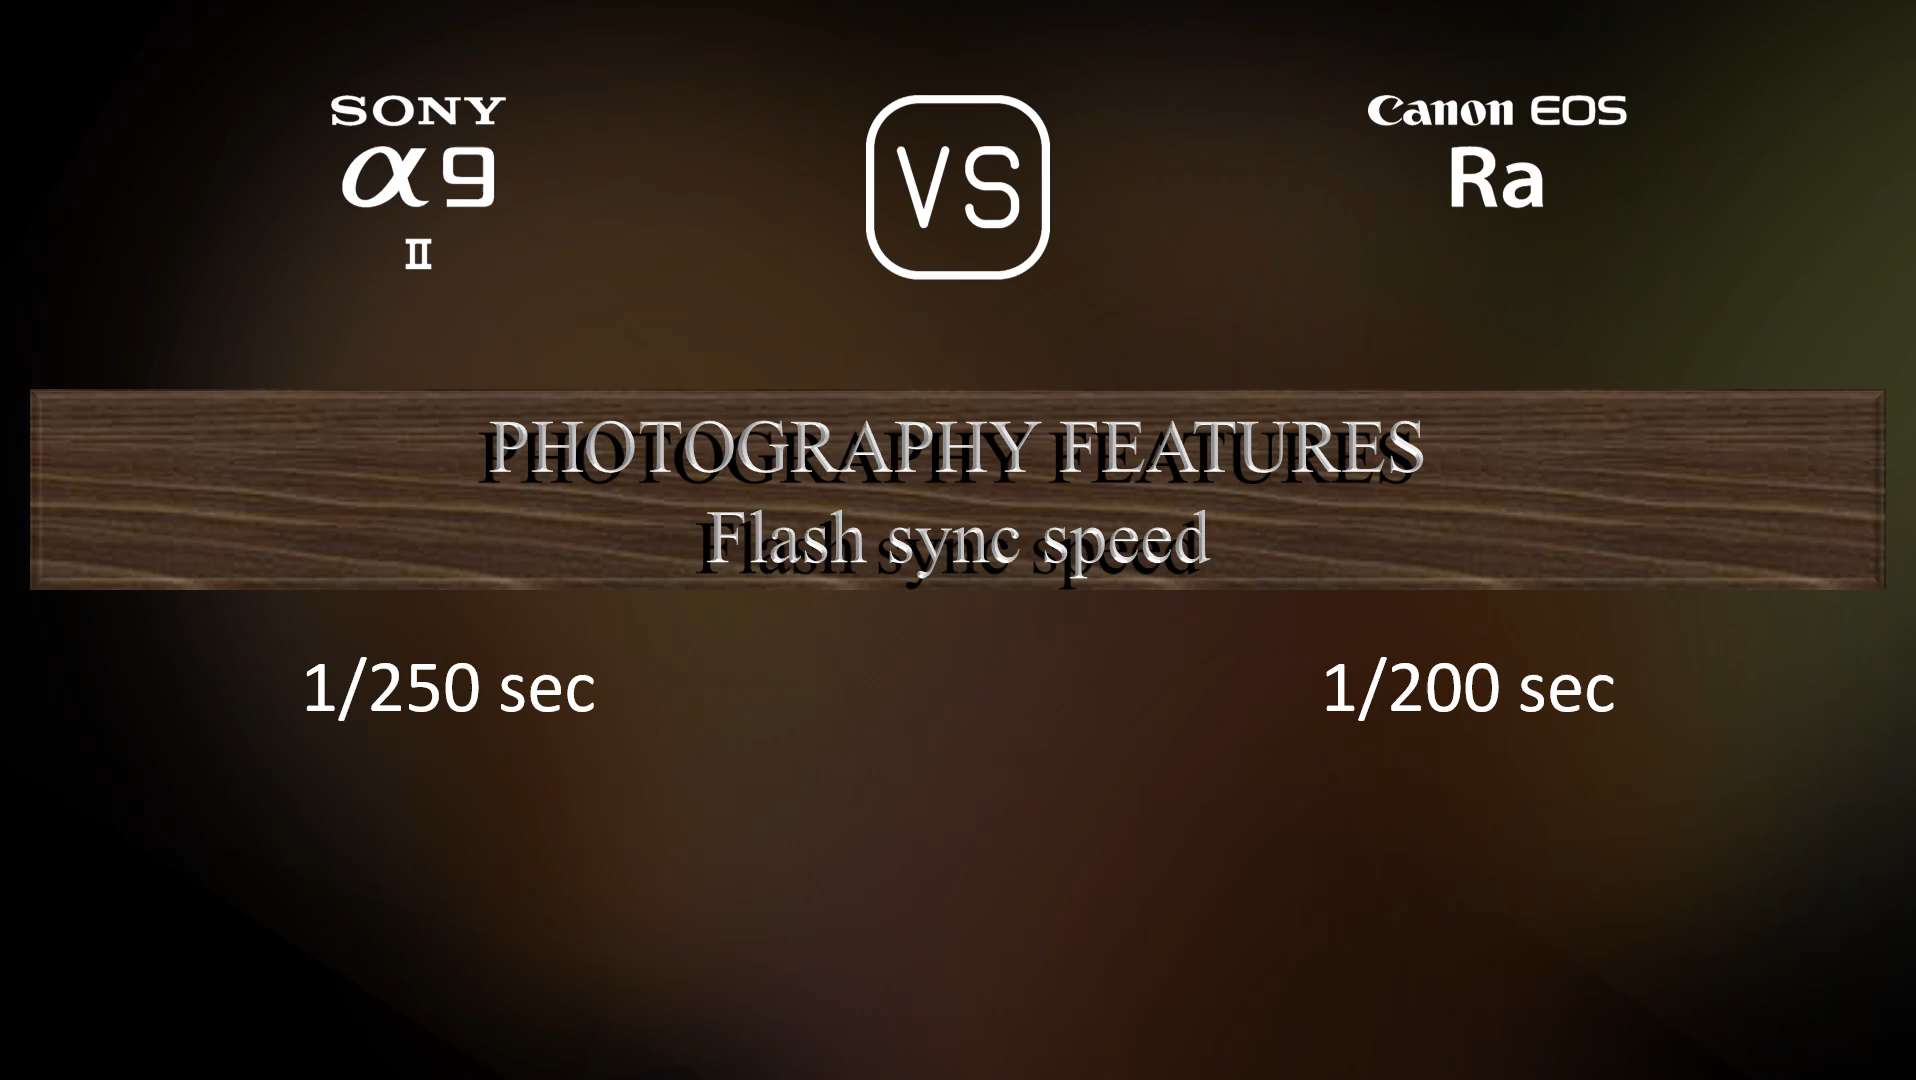 SONY
α9
II
VS
Canon EOS
Ra
PHOTOGRAPHY FEATURES
Flash sync speed
1/250 sec
1/200 sec